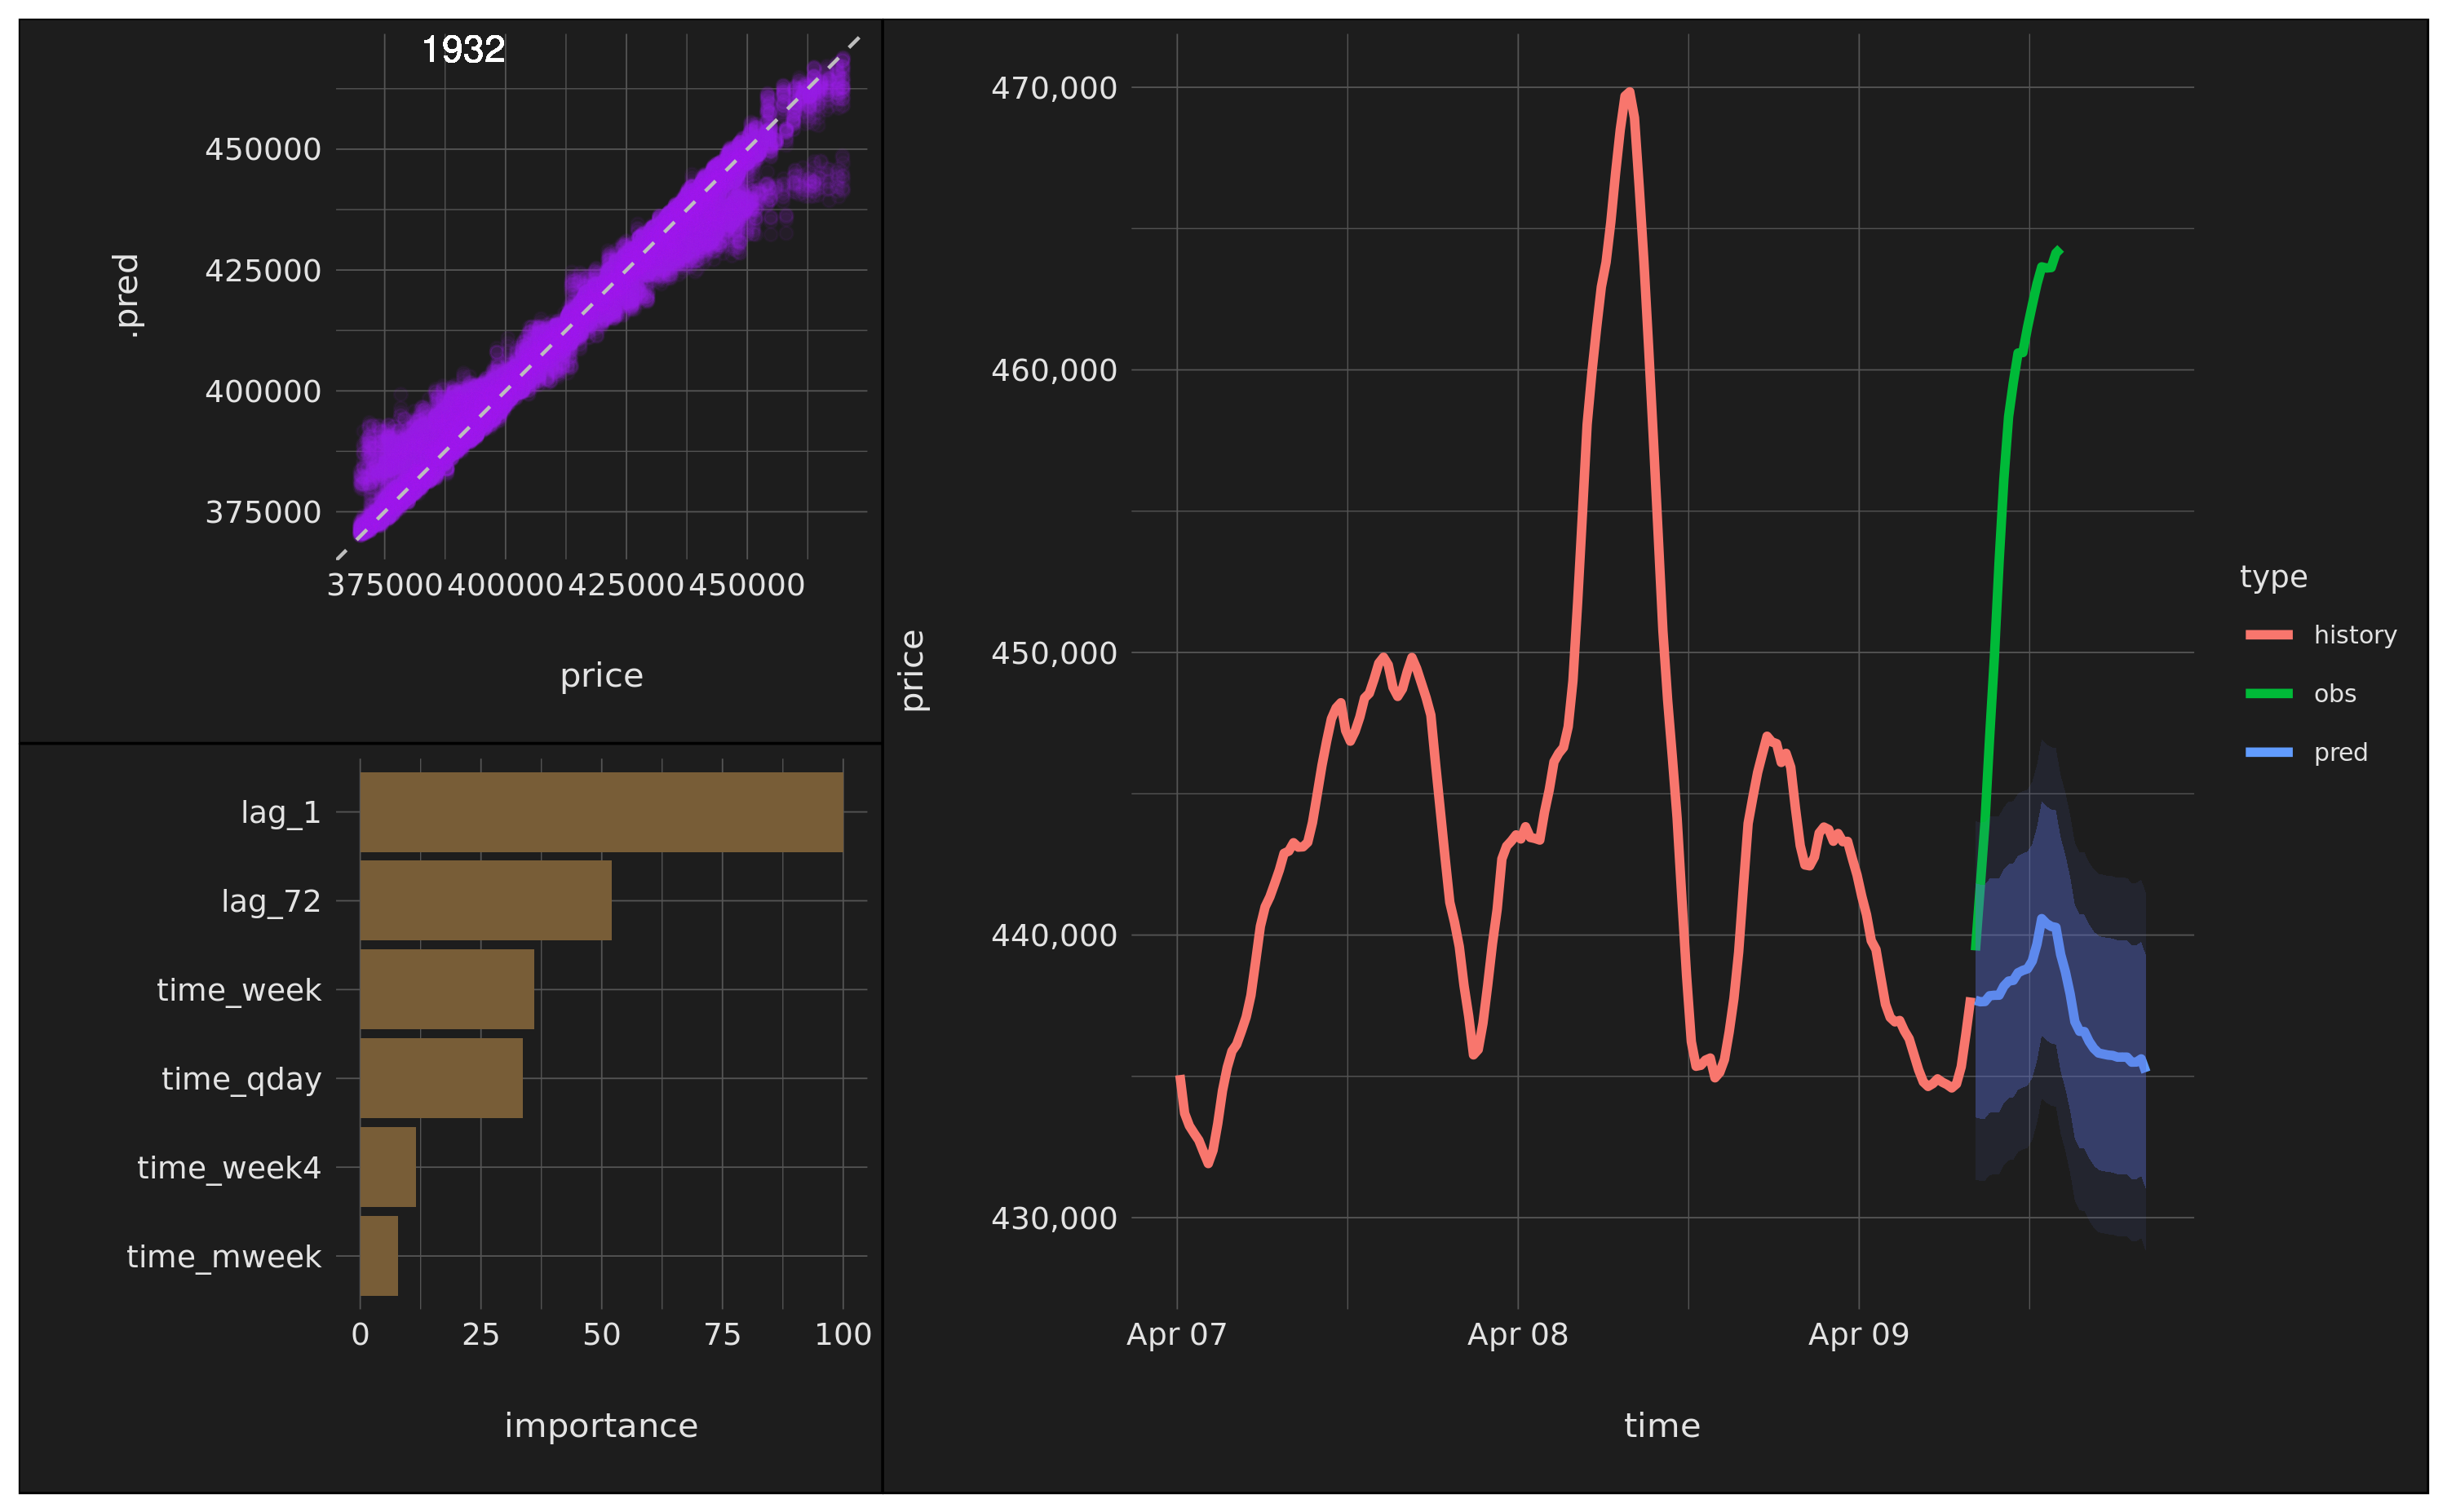 1932
.pred
450000
425000
400000
375000
375000 400000 425000 450000
price
lag_1
lag_72
time_week
time_qday
time_week4
time_mweek
0 25 50 75 100
importance
price
470,000
460,000
450,000
440,000
430,000
Apr 07 Apr 08 Apr 09
time
type
history
obs
pred